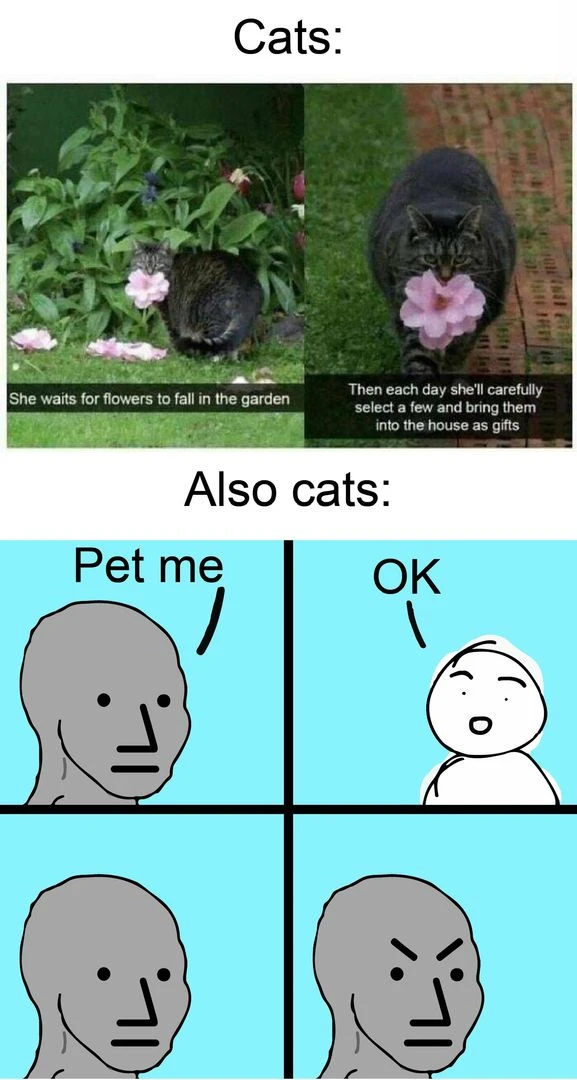 Cats:
She waits for flowers to fall in the garden
Then each day she'll carefully
select a few and bring them
into the house as gifts
Also cats:
Pet me
OK